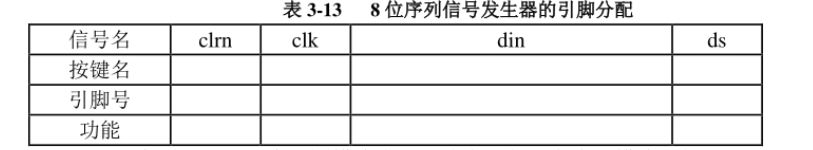 表 3-13 8 位序列信号发生器的引脚分配
信号名 clrn clk din ds
按键名
引脚号
功能